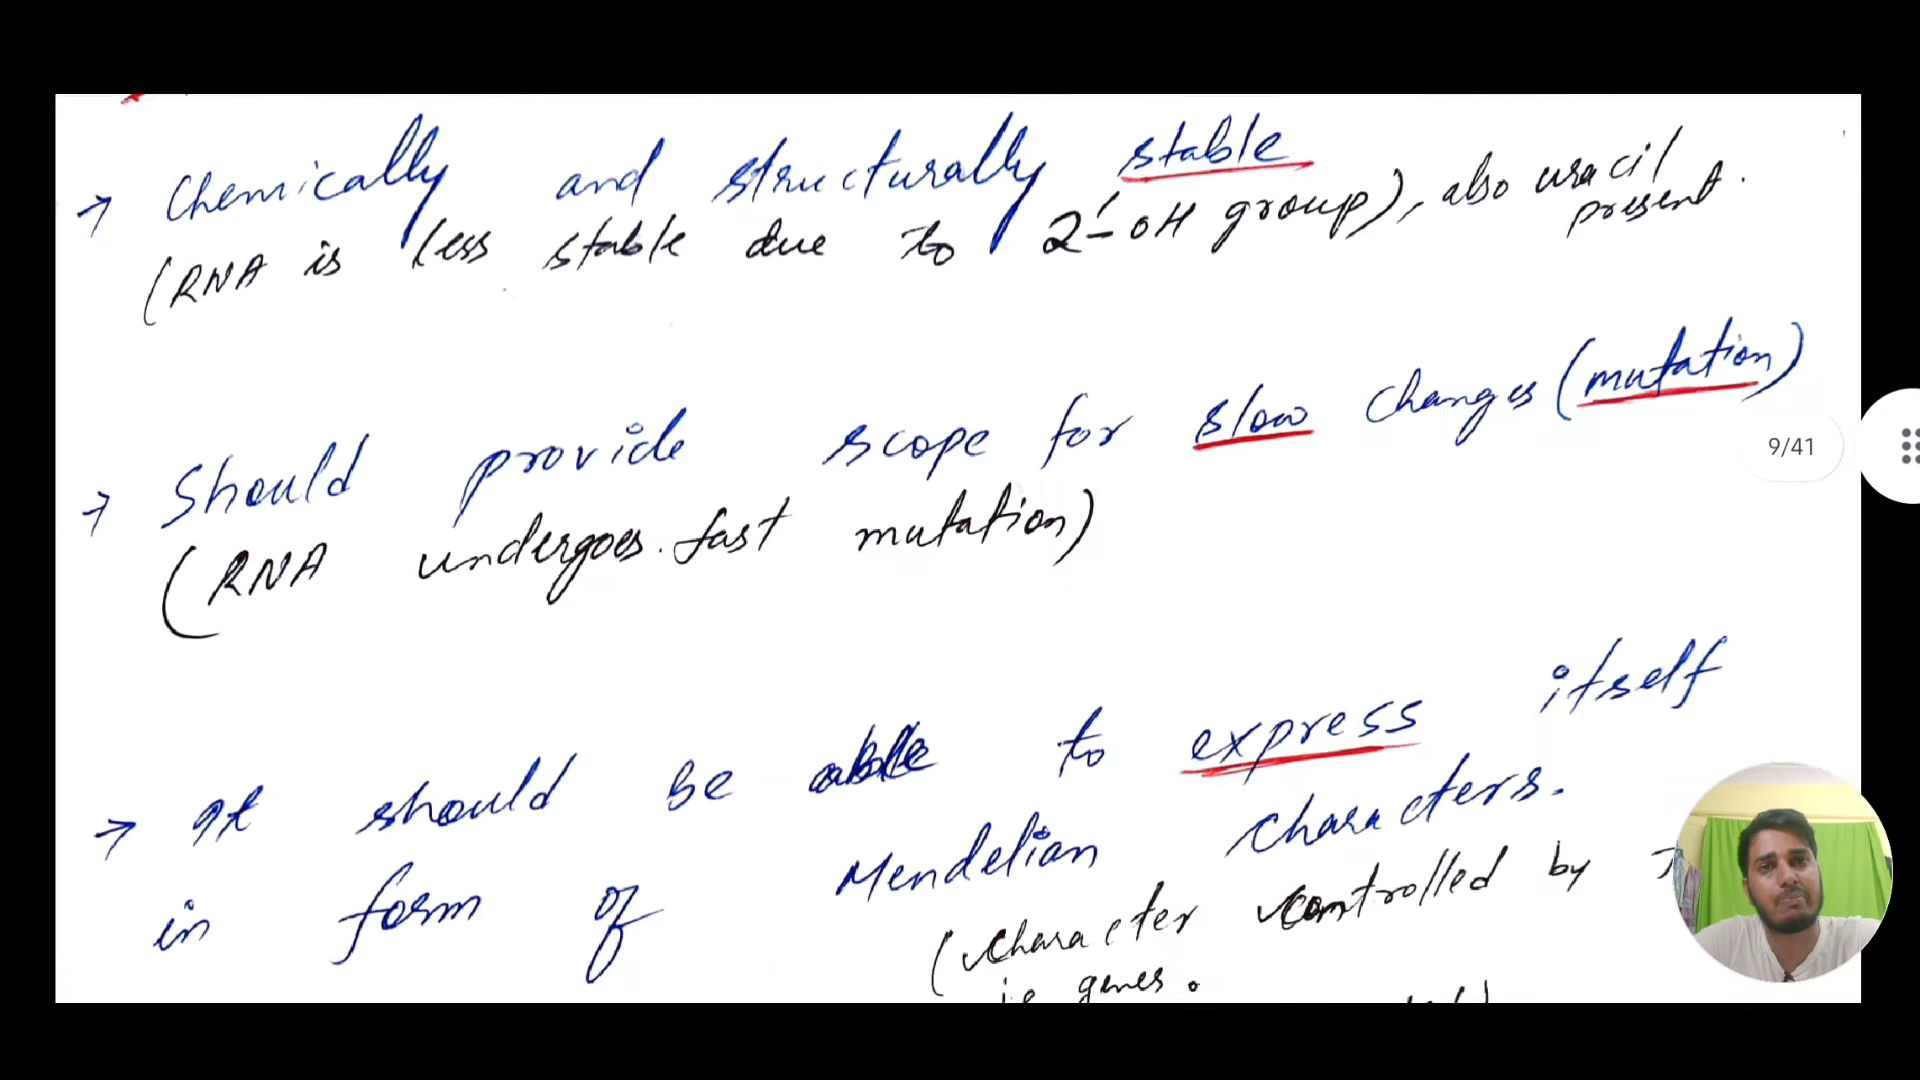 → Chemically and structurally stable
(RNA is less stable due to 2'-OH group), also uracil present.
→ Should provide scope for slow changes (mutation)
(RNA undergoes fast mutation)
9/41
→ It should be able to express itself
in form of Mendelian characters.
(character controlled by
i.e genes.